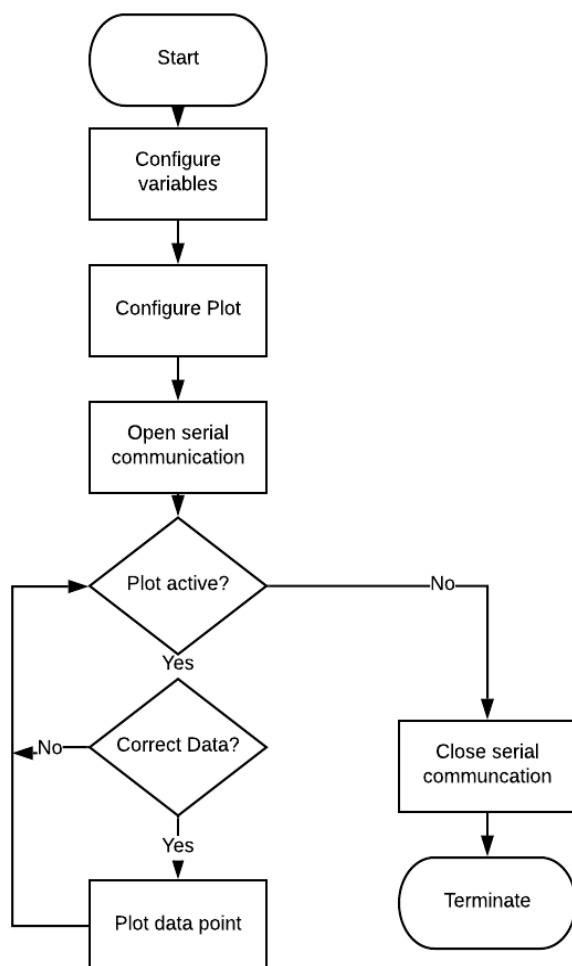 Start
Configure
variables
Configure Plot
Open serial
communication
Plot active?
No
Yes
Correct Data?
No
Yes
Plot data point
Close serial
communcation
Terminate